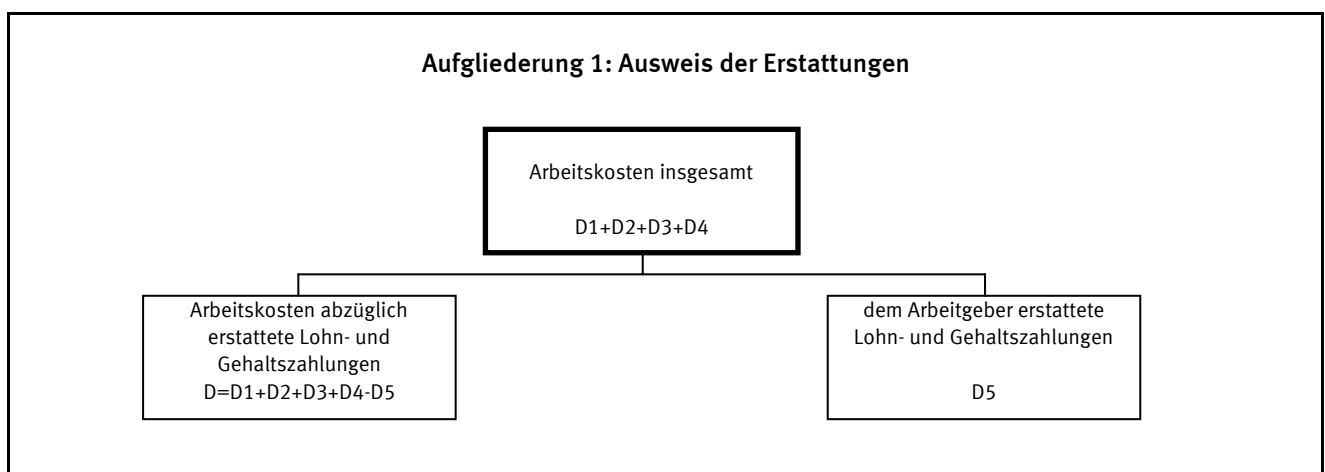 Aufgliederung 1: Ausweis der Erstattungen
Arbeitskosten insgesamt
D1+D2+D3+D4
Arbeitskosten abzüglich
erstattete Lohn- und
Gehaltszahlungen
D=D1+D2+D3+D4-D5
dem Arbeitgeber erstattete
Lohn- und Gehaltszahlungen
D5